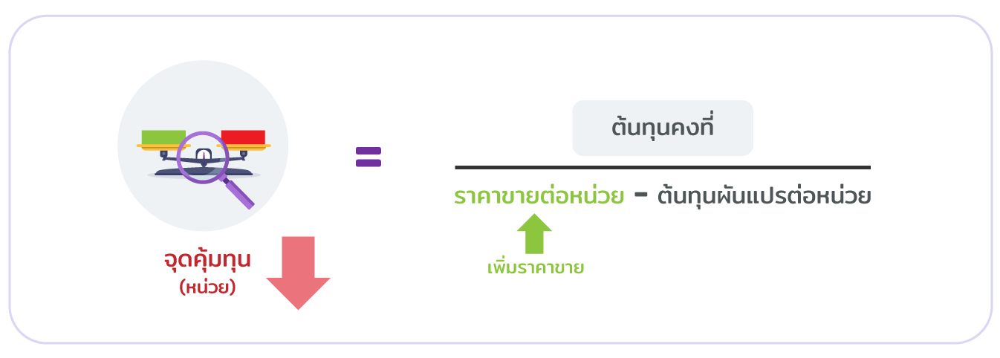 ต้นทุนคงที่
=
ราคาขายต่อหน่วย - ต้นทุนผันแปรต่อหน่วย
จุดคุ้มทุน
(หน่วย)
เพิ่มราคาขาย